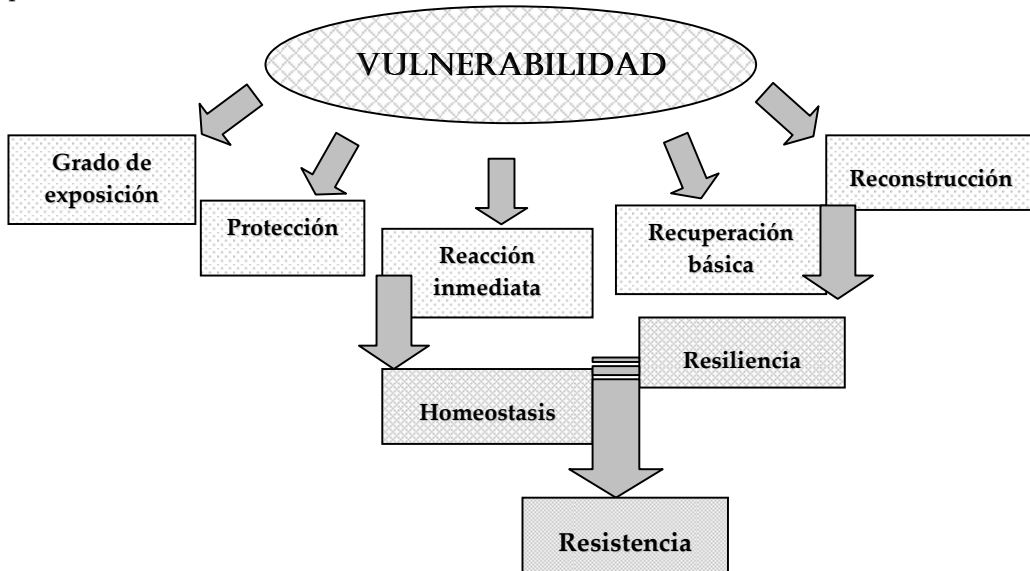 VULNERABILIDAD
Grado de
exposición
Protección
Reacción
inmediata
Recuperación
básica
Reconstrucción
Resiliencia
Homeostasis
Resistencia